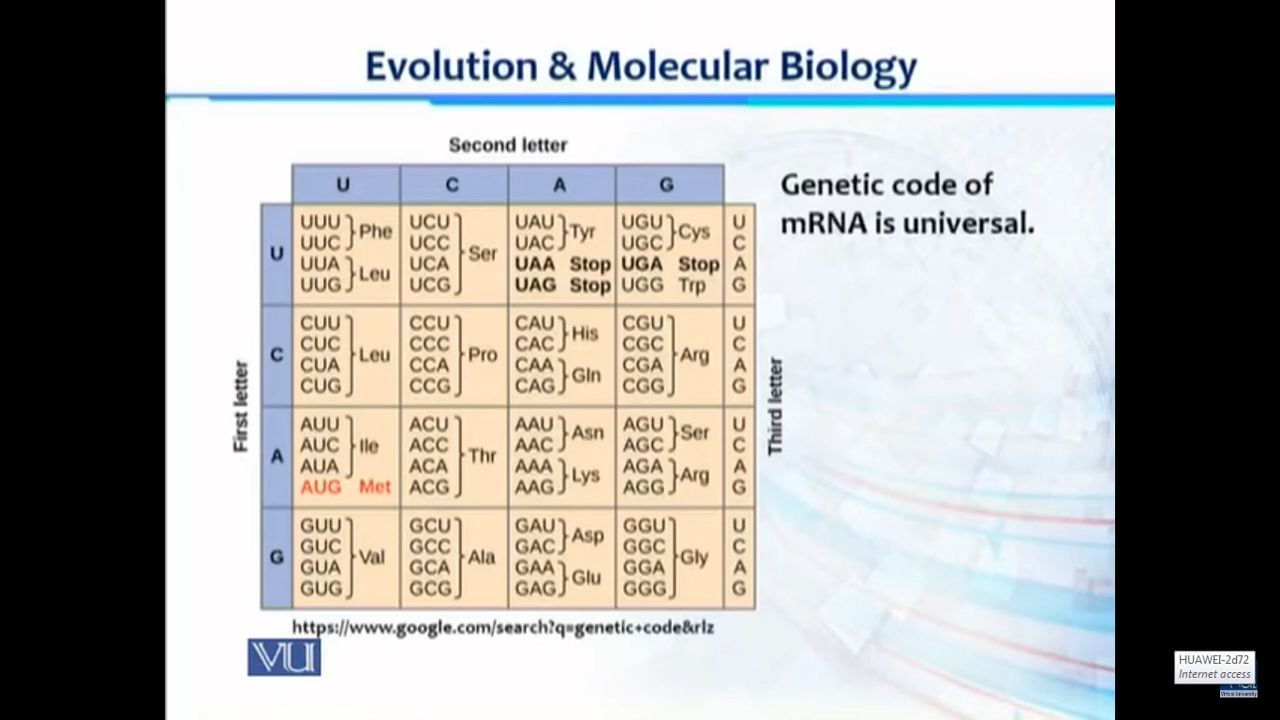 Evolution & Molecular Biology
Second letter
U C A G
Genetic code of
mRNA is universal.
First letter
Third letter
U
UUU Phe UCU Ser UAU Tyr UGU Cys U
UUC UCC UAC UGC C
UUA Leu UCA UAA Stop UGA Stop A
UUG UCG UAG Stop UGG Trp G
C
CUU Leu CCU Pro CAU His CGU Arg U
CUC CCC CAC CGC C
CUA CCA CAA Gln CGA A
CUG CCG CAG CGG G
A
AUU Ile ACU Thr AAU Asn AGU Ser U
AUC ACC AAC AGC C
AUA ACA AAA Lys AGA Arg A
AUG Met ACG AAG AGG G
G
GUU Val GCU Ala GAU Asp GGU Gly U
GUC GCC GAC GGC C
GUA GCA GAA Glu GGA A
GUG GCG GAG GGG G
https://www.google.com/search?q=genetic+code&rlz
VU
HUAWEI-2d72
Internet access